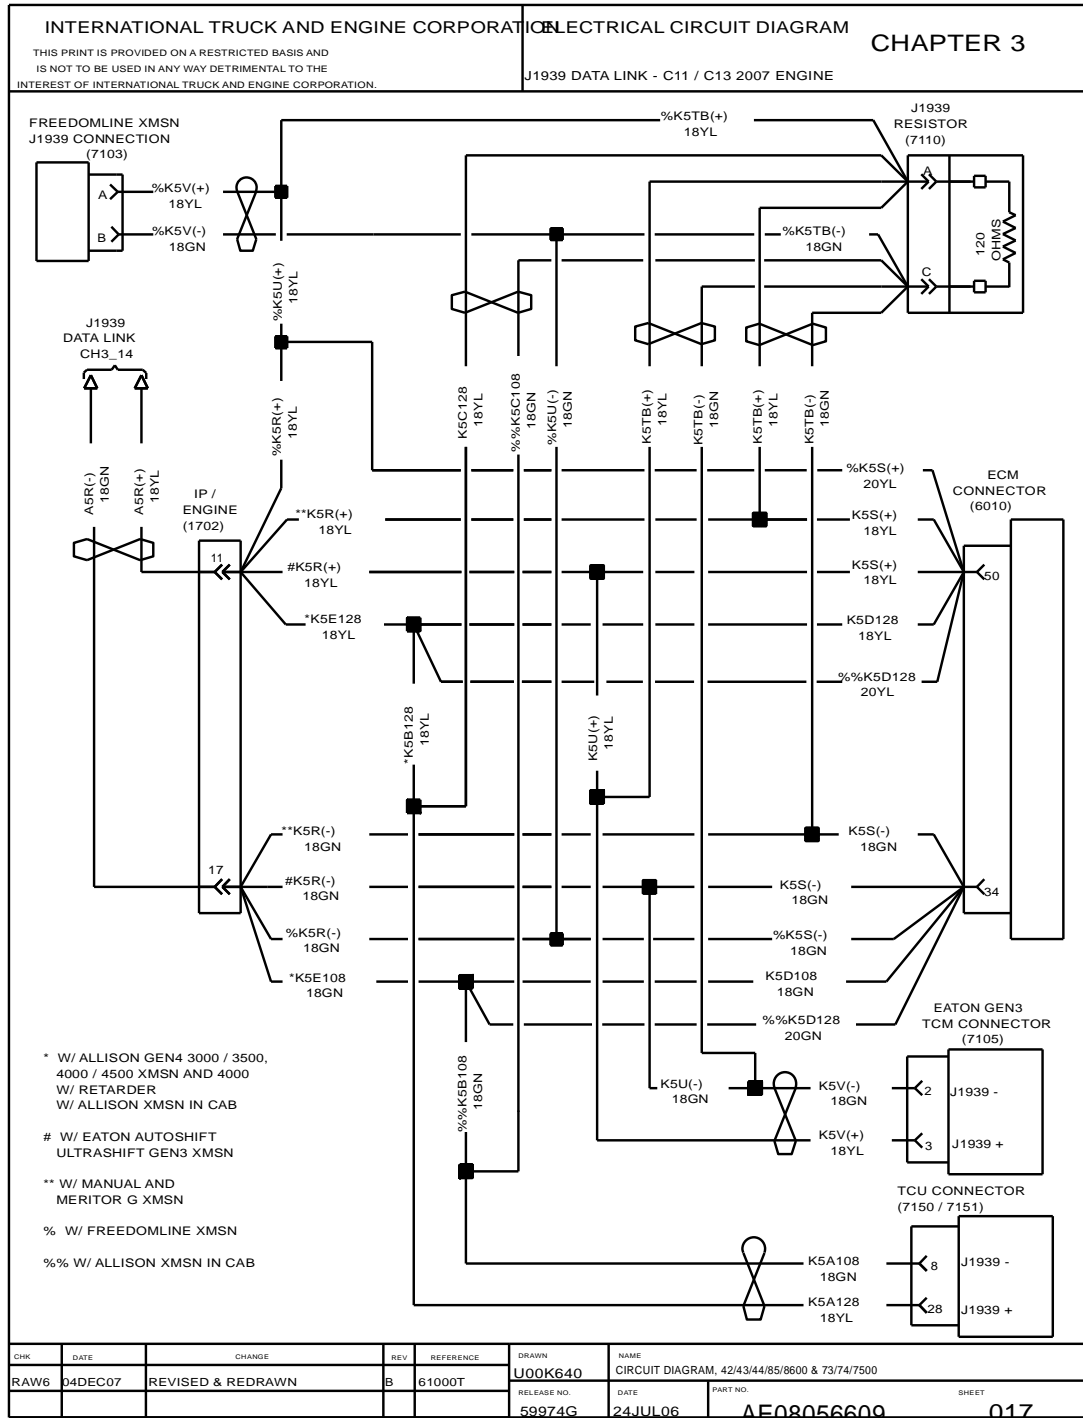 INTERNATIONAL TRUCK AND ENGINE CORPORATION
THIS PRINT IS PROVIDED ON A RESTRICTED BASIS AND
IS NOT TO BE USED IN ANY WAY DETRIMENTAL TO THE
INTEREST OF INTERNATIONAL TRUCK AND ENGINE CORPORATION.
ELECTRICAL CIRCUIT DIAGRAM
CHAPTER 3
J1939 DATA LINK - C11 / C13 2007 ENGINE
FREEDOMLINE XMSN
J1939 CONNECTION
(7103)
A
B
%K5V(+)
18YL
%K5V(-)
18GN
%K5TB(+)
18YL
J1939
RESISTOR
(7110)
A
C
120
OHMS
%K5TB(-)
18GN
%K5U(+)
18YL
J1939
DATA LINK
CH3_14
A5R(-)
18GN
A5R(+)
18YL
%K5R(+)
18YL
K5C128
18YL
%%K5C108
18GN
%K5U(-)
18GN
K5TB(+)
18YL
K5TB(-)
18GN
K5TB(+)
18YL
K5TB(-)
18GN
IP /
ENGINE
(1702)
11
17
**K5R(+)
18YL
#K5R(+)
18YL
*K5E128
18YL
%K5S(+)
20YL
K5S(+)
18YL
K5S(+)
18YL
K5D128
18YL
%%K5D128
20YL
ECM
CONNECTOR
(6010)
50
34
*K5B128
18YL
K5U(+)
18YL
**K5R(-)
18GN
#K5R(-)
18GN
%K5R(-)
18GN
*K5E108
18GN
K5S(-)
18GN
K5S(-)
18GN
%K5S(-)
18GN
K5D108
18GN
%%K5D128
20GN
%%K5B108
18GN
K5U(-)
18GN
K5V(-)
18GN
K5V(+)
18YL
EATON GEN3
TCM CONNECTOR
(7105)
2
J1939 -
3
J1939 +
TCU CONNECTOR
(7150 / 7151)
K5A108
18GN
K5A128
18YL
8
J1939 -
28
J1939 +
* W/ ALLISON GEN4 3000 / 3500,
4000 / 4500 XMSN AND 4000
W/ RETARDER
W/ ALLISON XMSN IN CAB
# W/ EATON AUTOSHIFT
ULTRASHIFT GEN3 XMSN
** W/ MANUAL AND
MERITOR G XMSN
% W/ FREEDOMLINE XMSN
%% W/ ALLISON XMSN IN CAB
CHK DATE CHANGE REV REFERENCE
RAW6 04DEC07 REVISED & REDRAWN B 61000T
DRAWN
U00K640
NAME
CIRCUIT DIAGRAM, 42/43/44/85/8600 & 73/74/7500
RELEASE NO.
59974G
DATE
24JUL06
PART NO.
AE08056609
SHEET
017